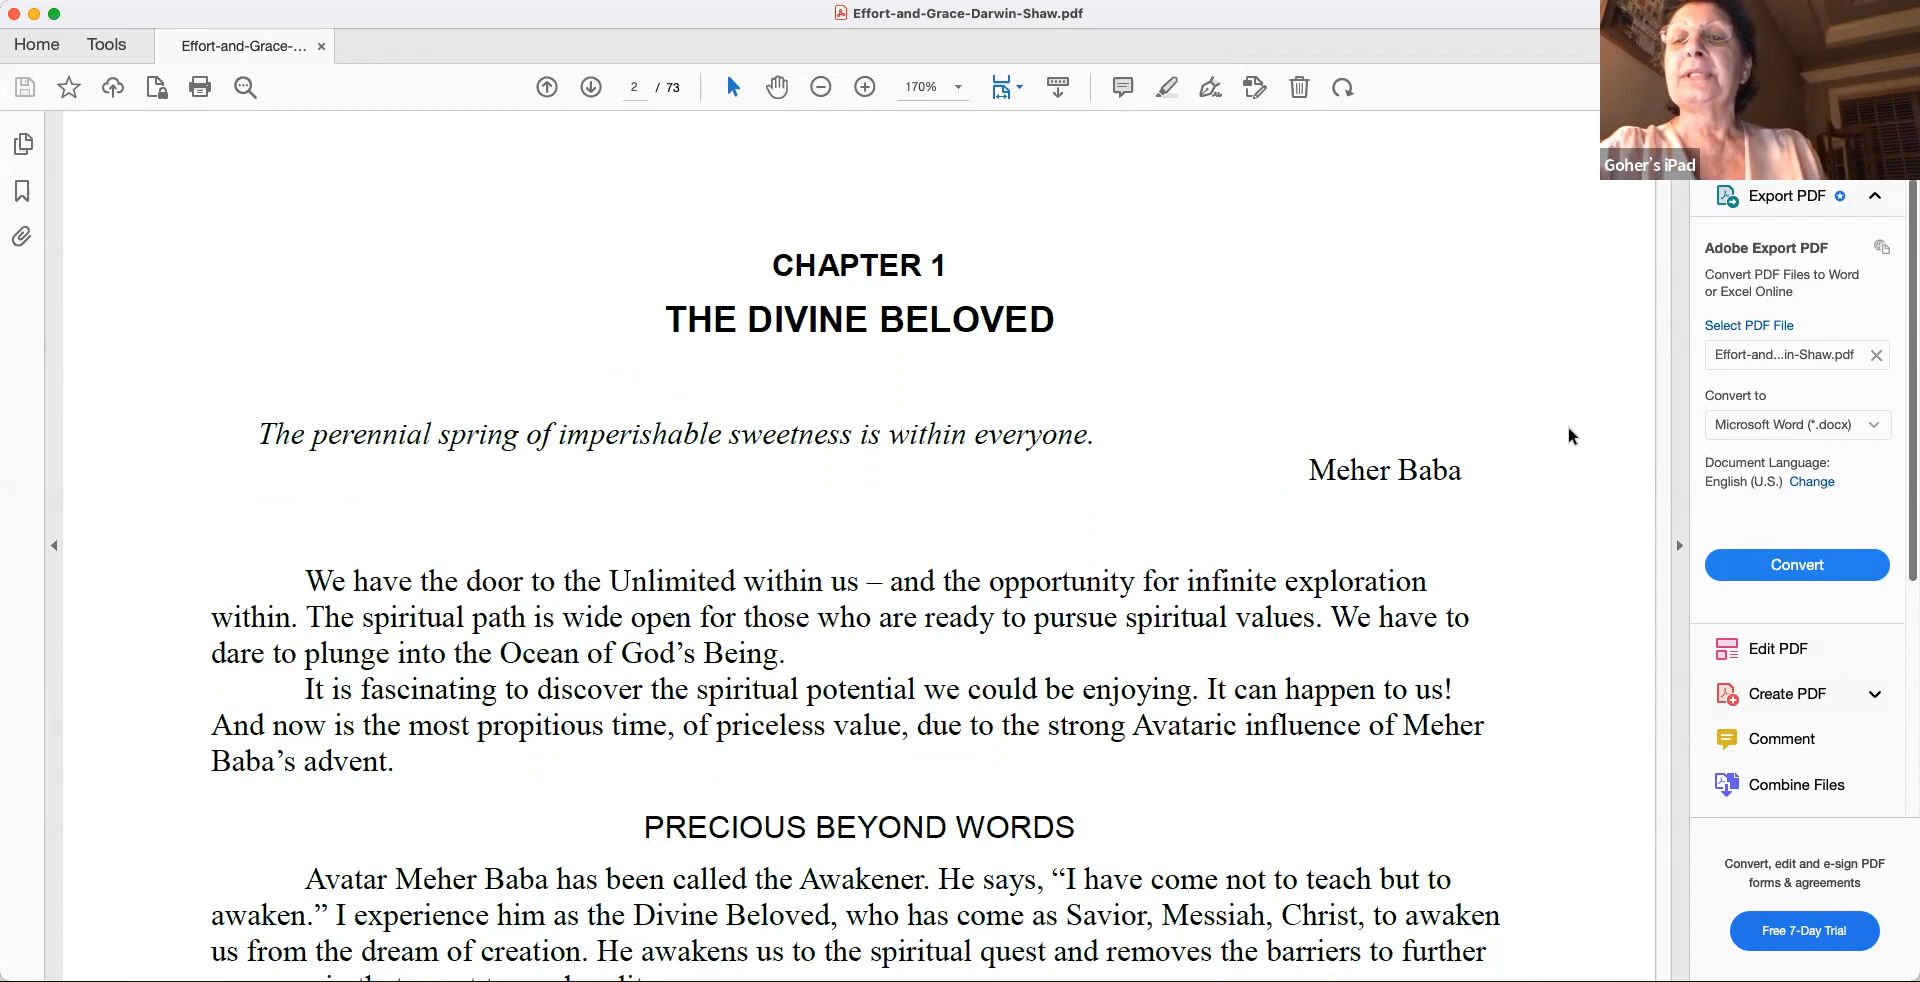 Effort-and-Grace-Darwin-Shaw.pdf
Home
Tools
Effort-and-Grace-...
2 / 73
170%
Goher's iPad
CHAPTER 1
THE DIVINE BELOVED
The perennial spring of imperishable sweetness is within everyone.
Meher Baba
We have the door to the Unlimited within us – and the opportunity for infinite exploration
within. The spiritual path is wide open for those who are ready to pursue spiritual values. We have to
dare to plunge into the Ocean of God's Being.
It is fascinating to discover the spiritual potential we could be enjoying. It can happen to us!
And now is the most propitious time, of priceless value, due to the strong Avataric influence of Meher
Baba's advent.
PRECIOUS BEYOND WORDS
Avatar Meher Baba has been called the Awakener. He says, “I have come not to teach but to
awaken.” I experience him as the Divine Beloved, who has come as Savior, Messiah, Christ, to awaken
us from the dream of creation. He awakens us to the spiritual quest and removes the barriers to further
Export PDF
Adobe Export PDF
Convert PDF Files to Word
or Excel Online
Select PDF File
Effort-and...in-Shaw.pdf
Convert to
Microsoft Word (*.docx)
Document Language:
English (U.S.) Change
Convert
Edit PDF
Create PDF
Comment
Combine Files
Convert, edit and e-sign PDF
forms & agreements
Free 7-Day Trial